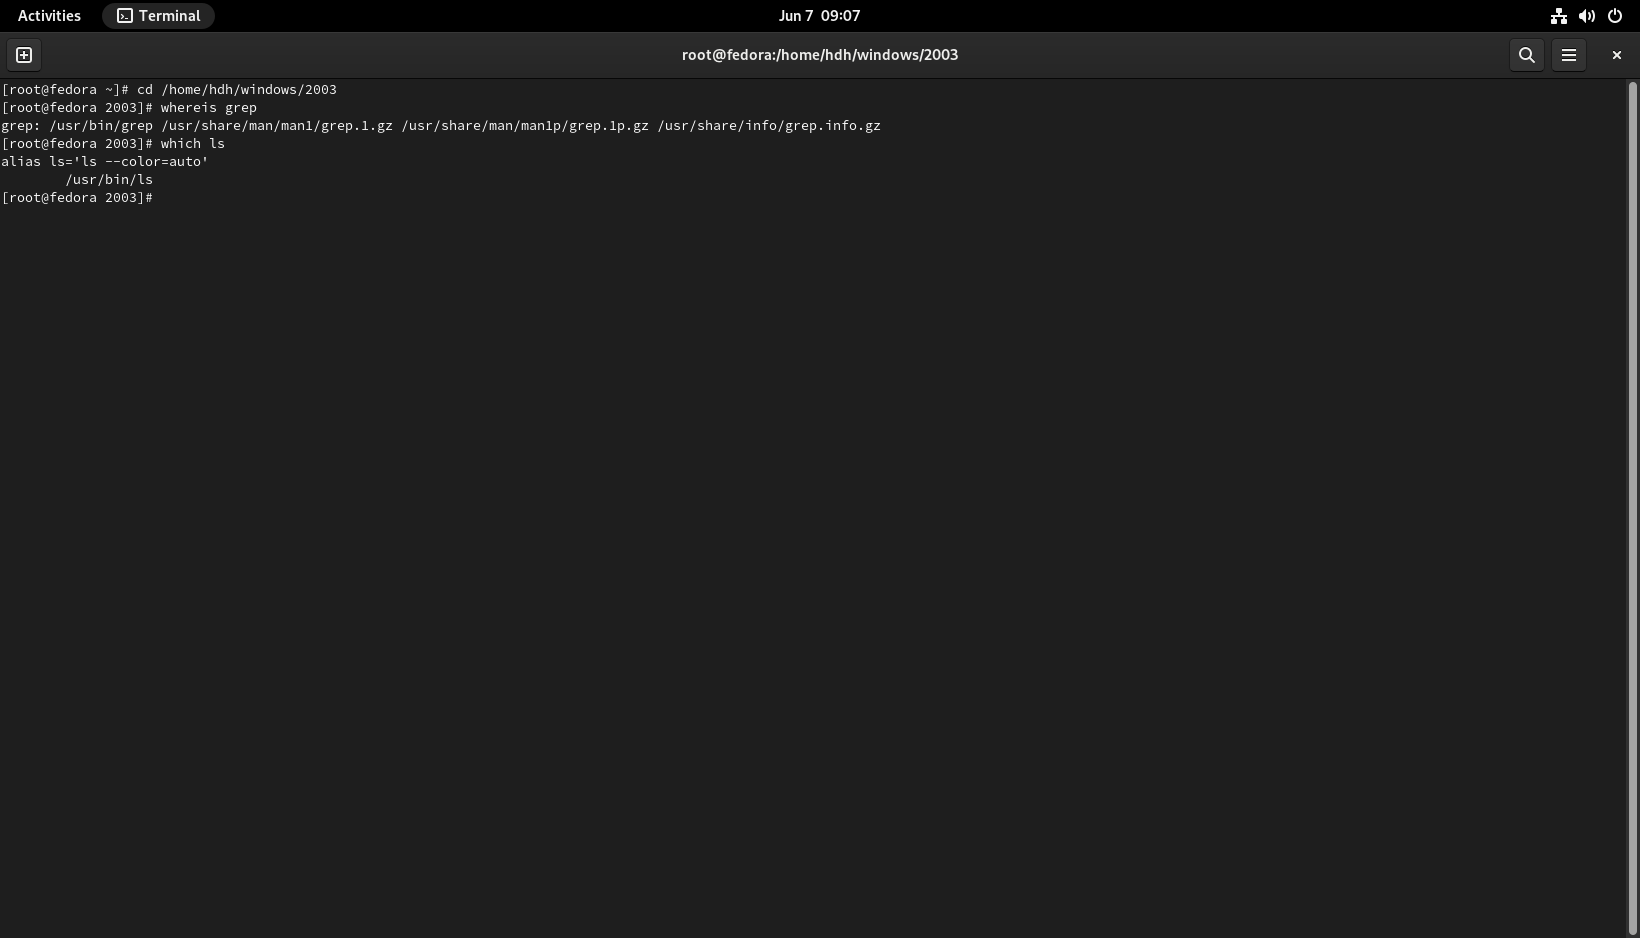 Activities Terminal Jun 7 09:07
root@fedora:/home/hdh/windows/2003
[root@fedora ~]# cd /home/hdh/windows/2003
[root@fedora 2003]# whereis grep
grep: /usr/bin/grep /usr/share/man/man1/grep.1.gz /usr/share/man/man1p/grep.1p.gz /usr/share/info/grep.info.gz
[root@fedora 2003]# which ls
alias ls='ls --color=auto'
        /usr/bin/ls
[root@fedora 2003]#